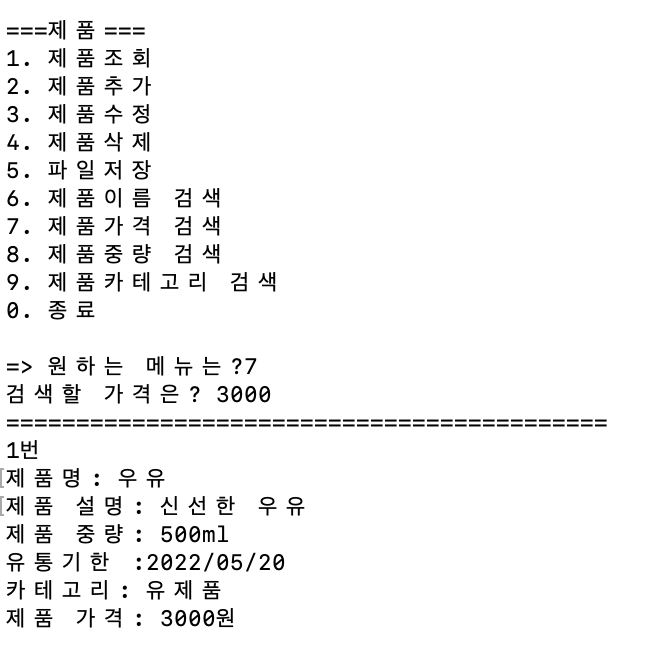 ===제품===
1. 제품조회
2. 제품추가
3. 제품수정
4. 제품삭제
5. 파일저장
6. 제품이름 검색
7. 제품가격 검색
8. 제품중량 검색
9. 제품카테고리 검색
0. 종료
=> 원하는 메뉴는?7
검색할 가격은? 3000
===========================================
1번
[제품명: 우유
[제품 설명: 신선한 우유
제품 중량: 500ml
유통기한 :2022/05/20
카테고리: 유제품
제품 가격: 3000원